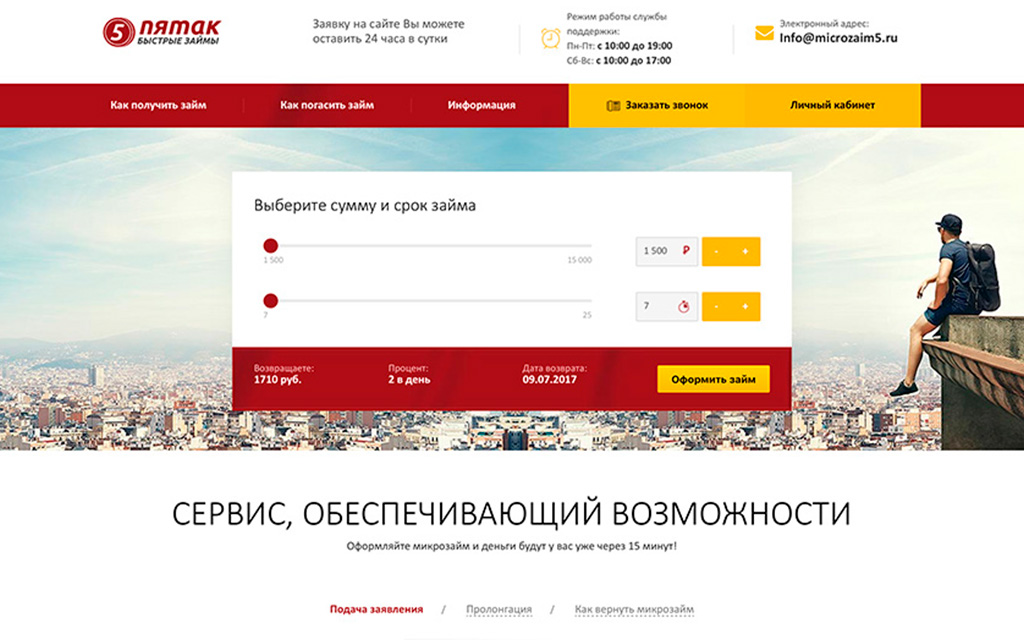 5 ПЯТАК
БЫСТРЫЕ ЗАЙМЫ
Заявку на сайте Вы можете
оставить 24 часа в сутки
Режим работы службы
поддержки:
Пн-Пт: с 10:00 до 19:00
Сб-Вс: с 10:00 до 17:00
Электронный адрес:
Info@microzaim5.ru
Как получить займ
Как погасить займ
Информация
Заказать звонок
Личный кабинет
Выберите сумму и срок займа
1 500
15 000
1 500 ₽
- +
7
25
7
- +
Возвращаете:
1710 руб.
Процент:
2 в день
Дата возврата:
09.07.2017
Оформить займ
СЕРВИС, ОБЕСПЕЧИВАЮЩИЙ ВОЗМОЖНОСТИ
Оформляйте микрозайм и деньги будут у вас уже через 15 минут!
Подача заявления / Пролонгация / Как вернуть микрозайм